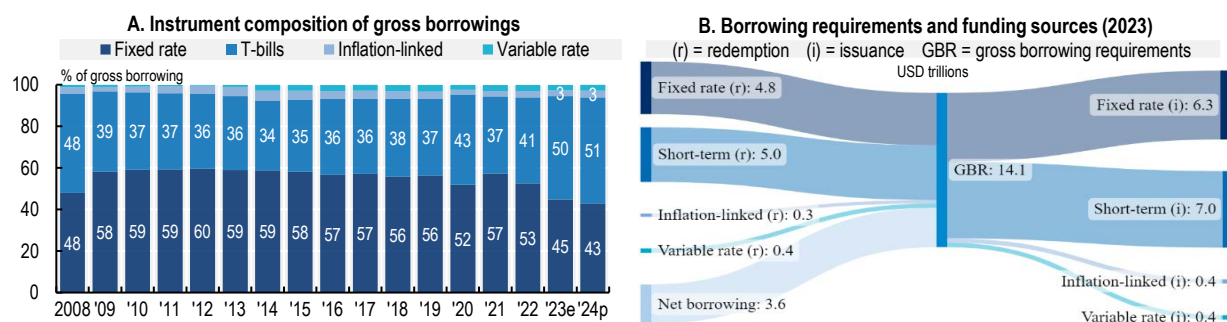 A. Instrument composition of gross borrowings
Fixed rate T-bills Inflation-linked Variable rate
% of gross borrowing
100
80
60
40
20
0
3 3
48 39 37 37 36 36 34 35 36 36 38 37 43 37 41 50 51
48 58 59 59 60 59 59 58 57 57 56 56 52 57 53 45 43
2008 '09 '10 '11 '12 '13 '14 '15 '16 '17 '18 '19 '20 '21 '22 '23e '24p
B. Borrowing requirements and funding sources (2023)
(r) = redemption (i) = issuance GBR = gross borrowing requirements
USD trillions
Fixed rate (r): 4.8
Short-term (r): 5.0
Inflation-linked (r): 0.3
Variable rate (r): 0.4
Net borrowing: 3.6
GBR: 14.1
Fixed rate (i): 6.3
Short-term (i): 7.0
Inflation-linked (i): 0.4
Variable rate (i): 0.4